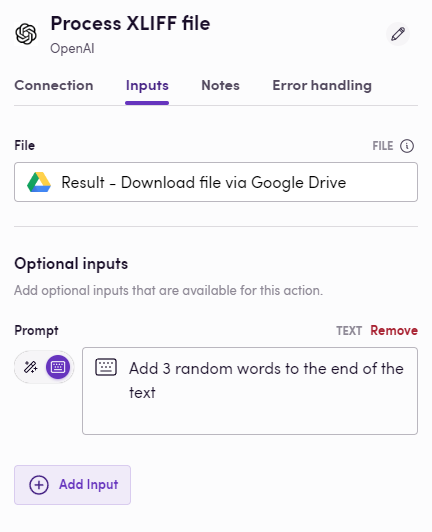 Process XLIFF file
OpenAI
Connection
Inputs
Notes
Error handling
File
FILE
Result - Download file via Google Drive
Optional inputs
Add optional inputs that are available for this action.
Prompt
TEXT
Remove
Add 3 random words to the end of the
text
Add Input